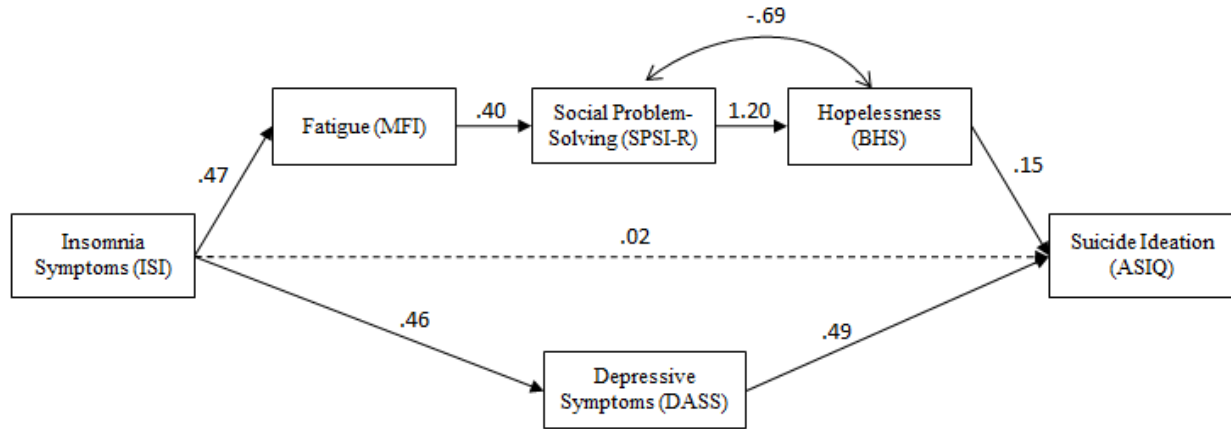 -.69
Fatigue (MFI)
.40
Social Problem-
Solving (SPSI-R)
1.20
Hopelessness
(BHS)
.47
.15
Insomnia
Symptoms (ISI)
.02
Suicide Ideation
(ASIQ)
.46
.49
Depressive
Symptoms (DASS)